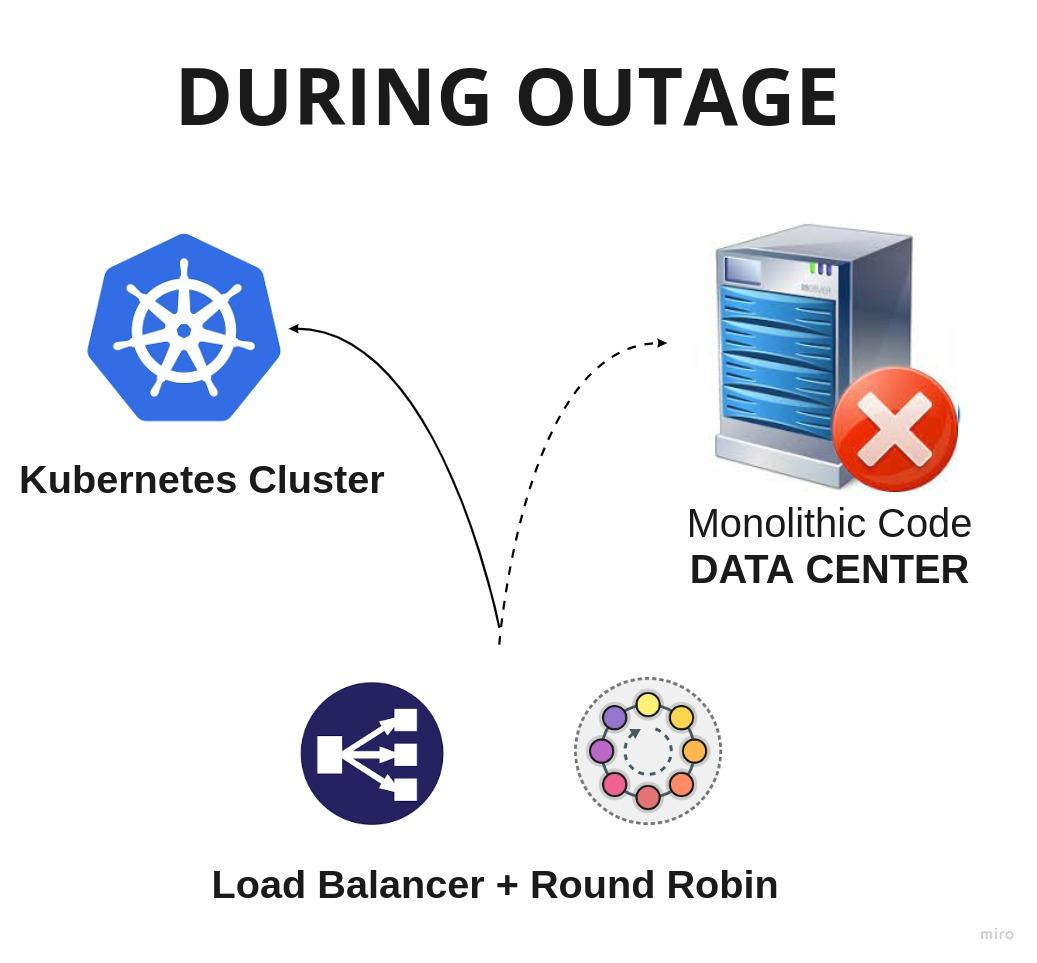 DURING OUTAGE
Kubernetes Cluster
Monolithic Code
DATA CENTER
Load Balancer + Round Robin
miro